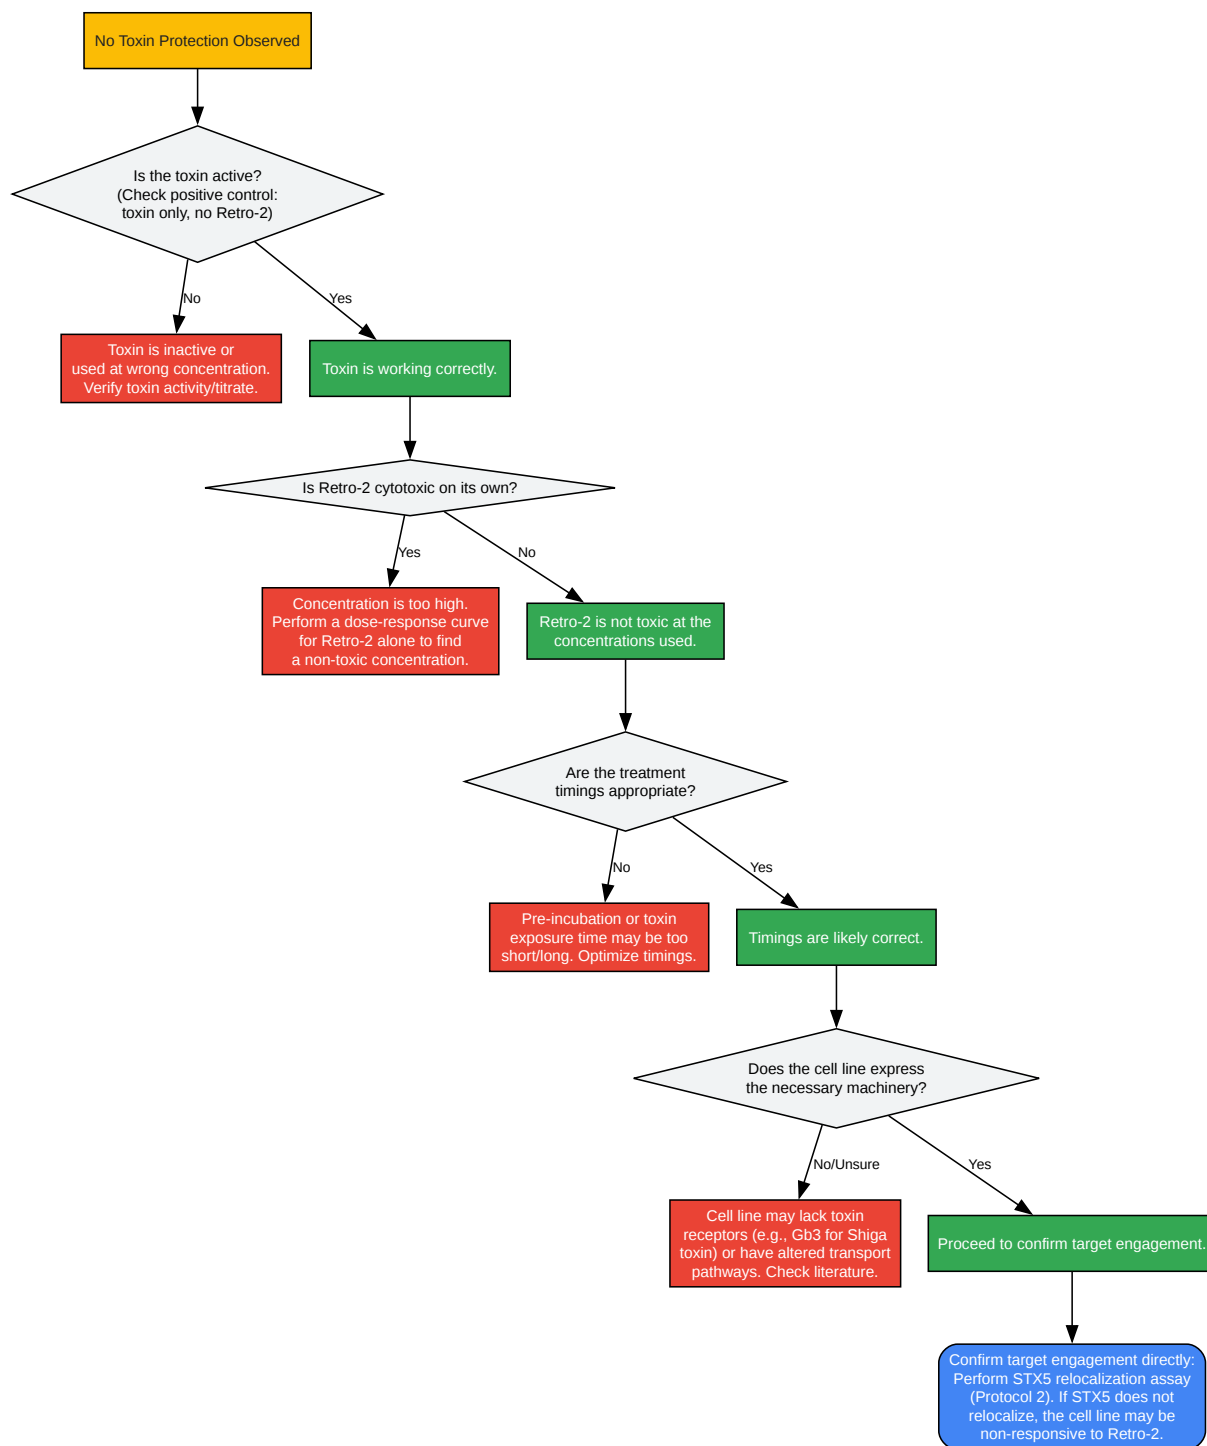 No Toxin Protection Observed
Is the toxin active?
(Check positive control:
toxin only, no Retro-2)
No
Yes
Toxin is inactive or
used at wrong concentration.
Verify toxin activity/titrate.
Toxin is working correctly.
Is Retro-2 cytotoxic on its own?
Yes
No
Concentration is too high.
Perform a dose-response curve
for Retro-2 alone to find
a non-toxic concentration.
Retro-2 is not toxic at the
concentrations used.
Are the treatment
timings appropriate?
No
Yes
Pre-incubation or toxin
exposure time may be too
short/long. Optimize timings.
Timings are likely correct.
Does the cell line express
the necessary machinery?
No/Unsure
Yes
Cell line may lack toxin
receptors (e.g., Gb3 for Shiga
toxin) or have altered transport
pathways. Check literature.
Proceed to confirm target engagement.
Confirm target engagement directly:
Perform STX5 relocalization assay
(Protocol 2). If STX5 does not
relocalize, the cell line may be
non-responsive to Retro-2.